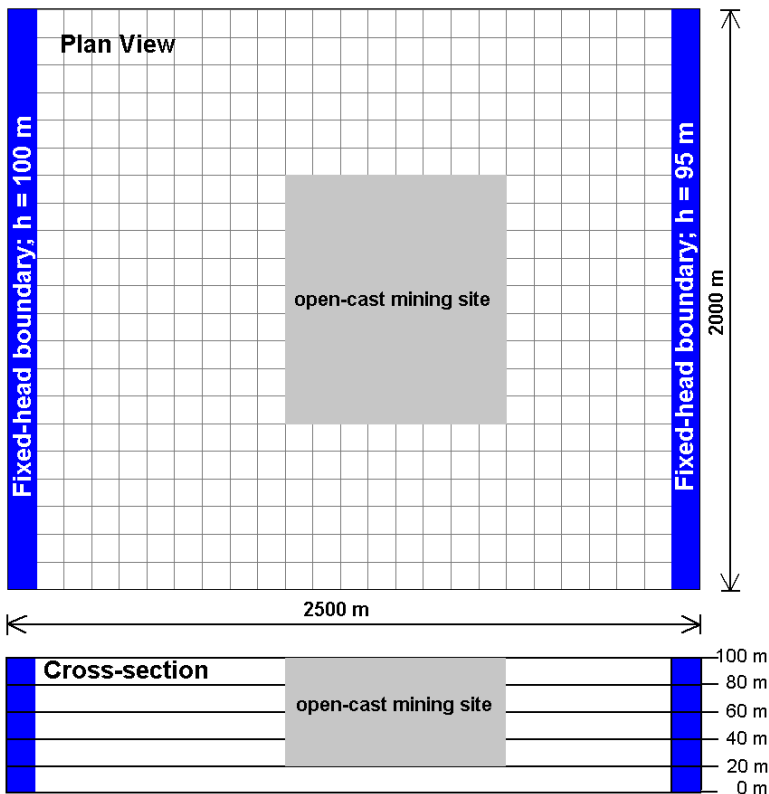 Plan View
Fixed-head boundary; h = 100 m
open-cast mining site
Fixed-head boundary; h = 95 m
2000 m
2500 m
Cross-section
open-cast mining site
100 m
80 m
60 m
40 m
20 m
0 m